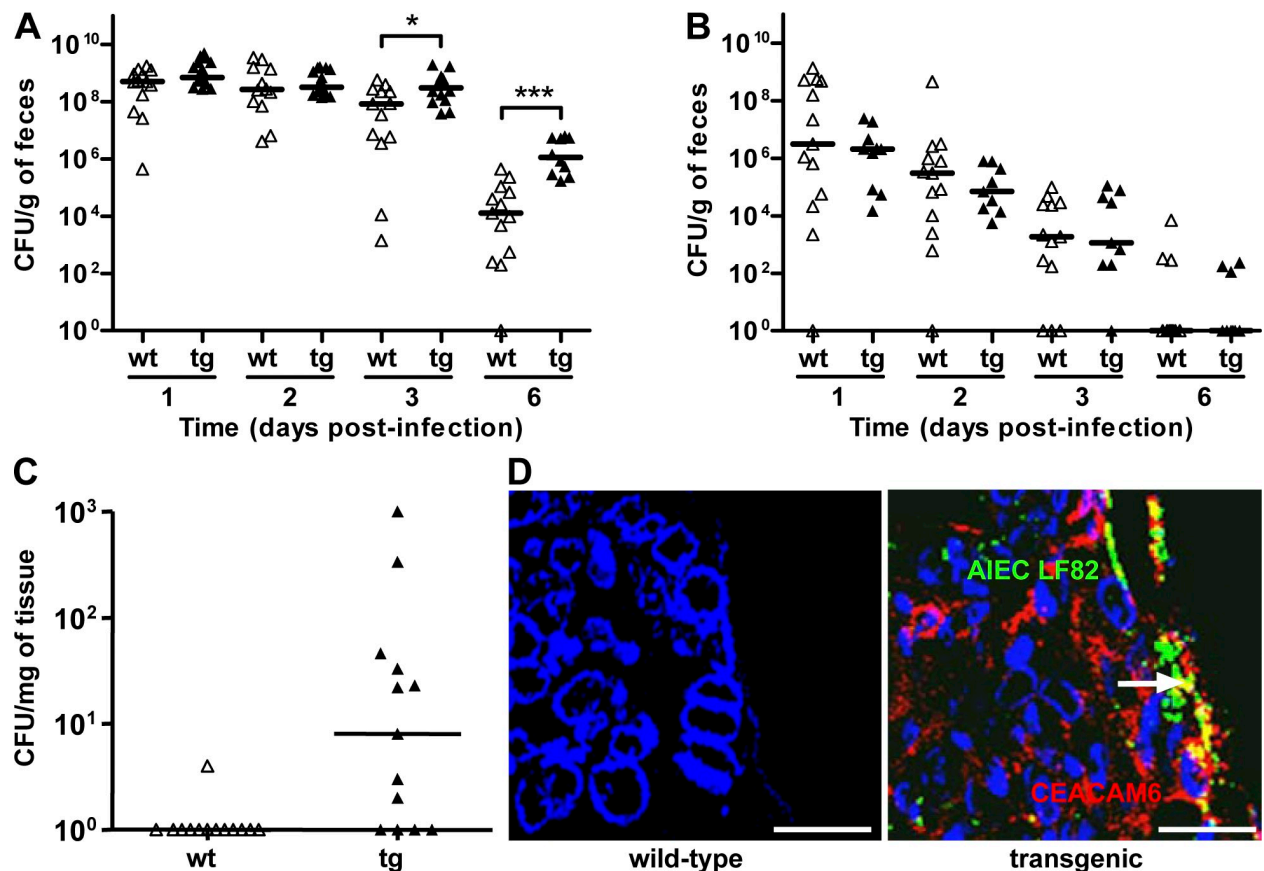 A
CFU/g of feces
10^10
10^8
10^6
10^4
10^2
10^0
*
***
wt tg wt tg wt tg wt tg
1 2 3 6
Time (days post-infection)
B
CFU/g of feces
10^10
10^8
10^6
10^4
10^2
10^0
wt tg wt tg wt tg wt tg
1 2 3 6
Time (days post-infection)
C
CFU/mg of tissue
10^3
10^2
10^1
10^0
wt tg
D
AIEC LF82
CEACAM6
wild-type transgenic